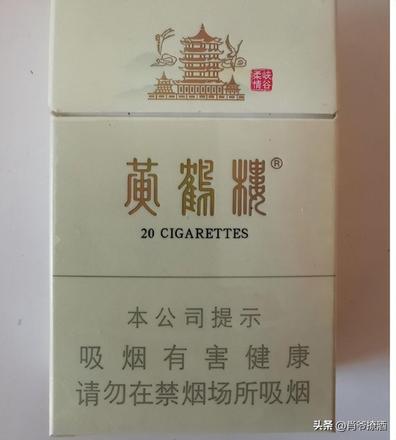 峡谷
柔情
黄鹤楼®
20 CIGARETTES
本公司提示
吸烟有害健康
请勿在禁烟场所吸烟
头条 @肖爷撩酒